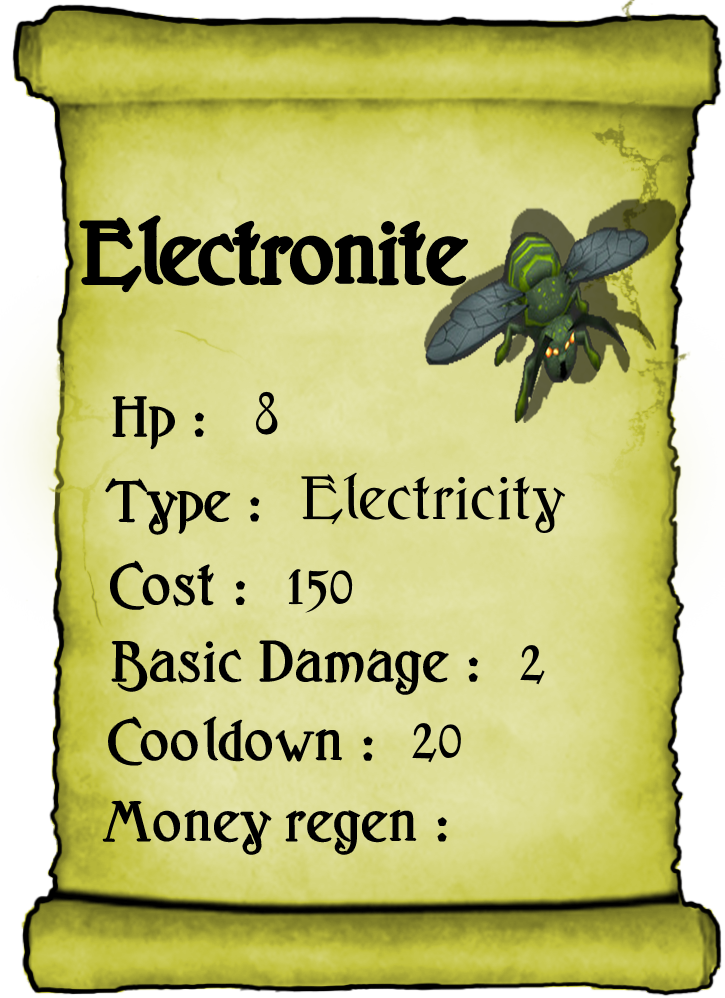 Electronite
Hp : 8
Type : Electricity
Cost : 150
Basic Damage : 2
Cooldown : 20
Money regen :